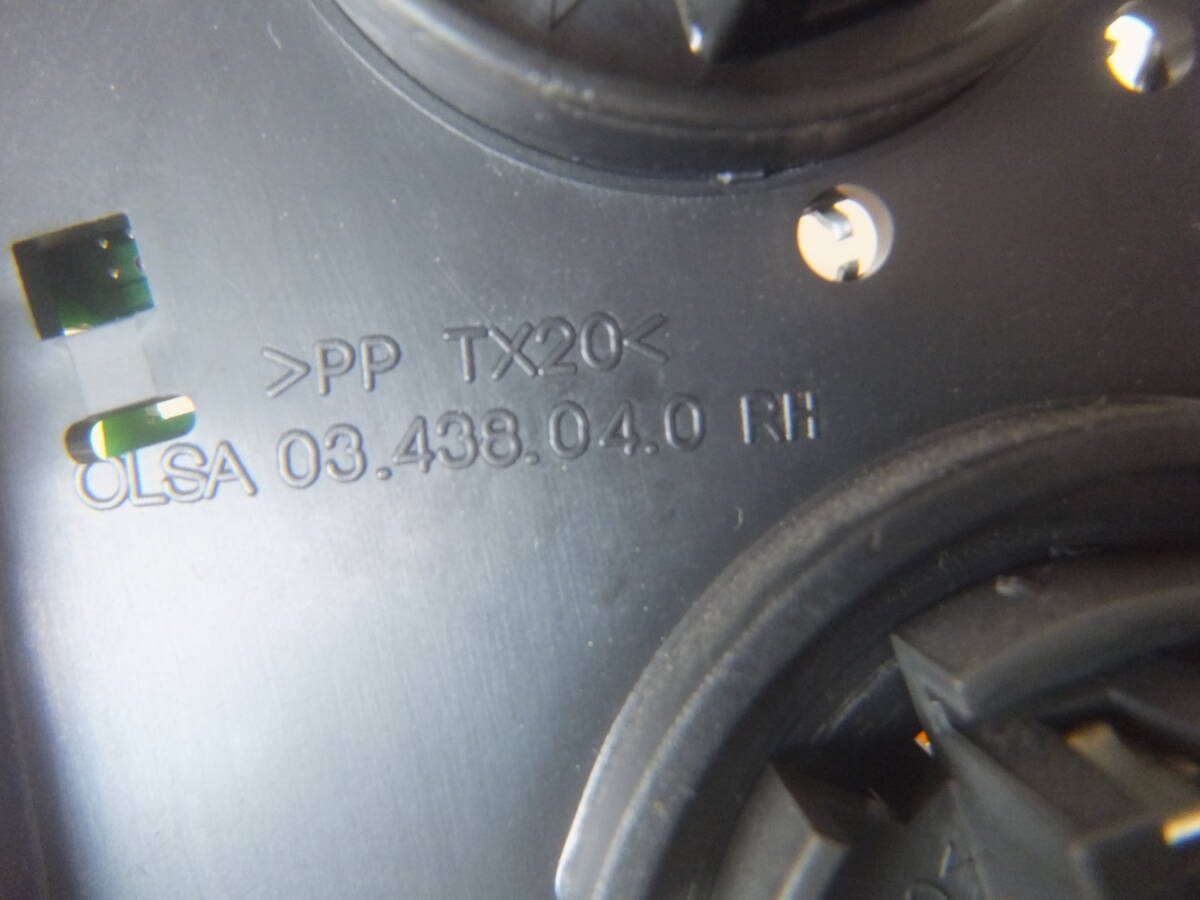 >PP TX20<
OLSA 03.438.04.0 RH